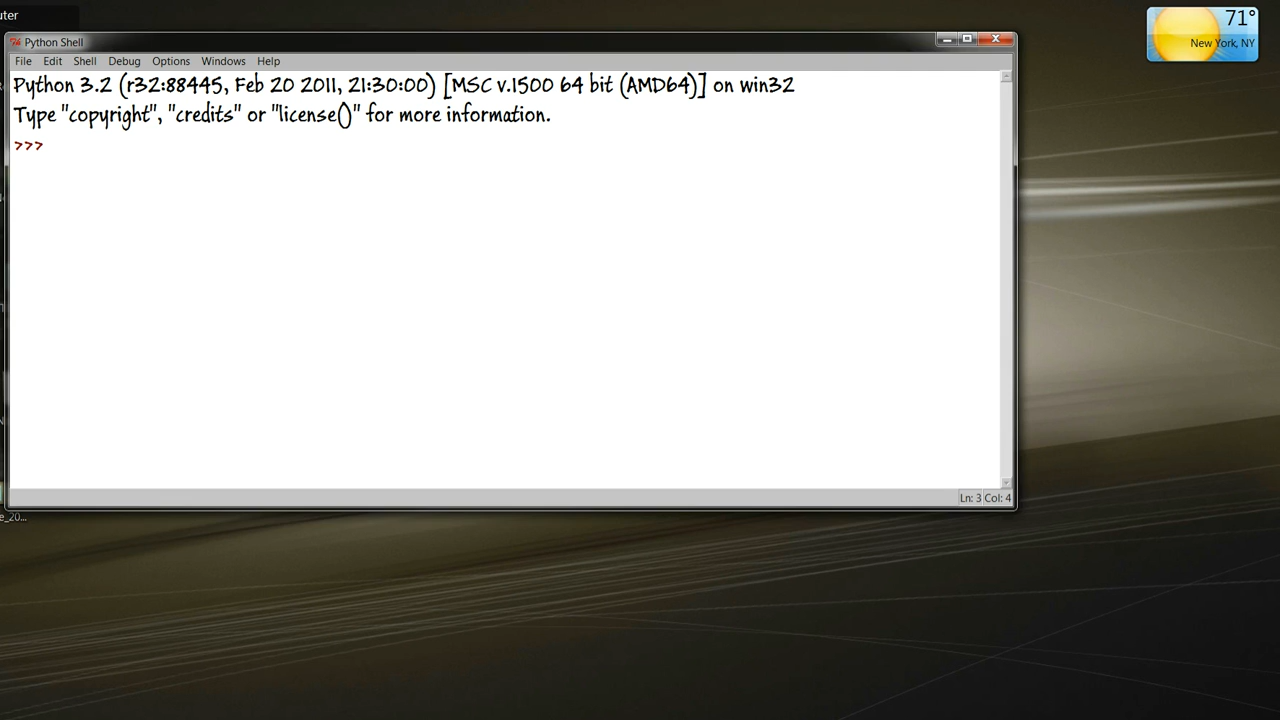 uter
71°
New York, NY
Python Shell
File Edit Shell Debug Options Windows Help
Python 3.2 (r32:88445, Feb 20 2011, 21:30:00) [MSC v.1500 64 bit (AMD64)] on win32
Type "copyright", "credits" or "license()" for more information.
>>>
Ln: 3 Col: 4
e_20...